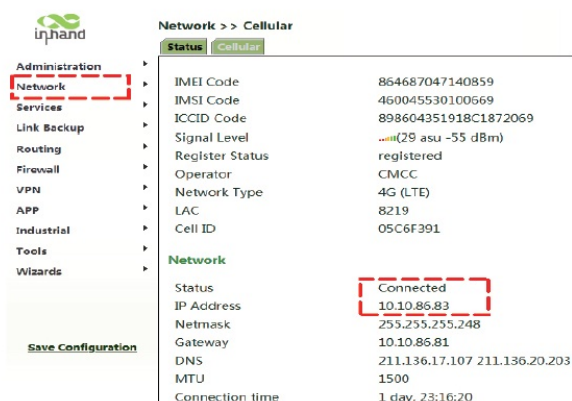 inhand
Network >> Cellular
Status Cellular
Administration
Network
Services
Link Backup
Routing
Firewall
VPN
APP
Industrial
Tools
Wizards
Save Configuration
IMEI Code 864687047140859
IMSI Code 460045530100669
ICCID Code 898604351918C1872069
Signal Level (29 asu -55 dBm)
Register Status registered
Operator CMCC
Network Type 4G (LTE)
LAC 8219
Cell ID 05C6F391
Network
Status Connected
IP Address 10.10.86.83
Netmask 255.255.255.248
Gateway 10.10.86.81
DNS 211.136.17.107 211.136.20.203
MTU 1500
Connection time 1 day, 23:16:20